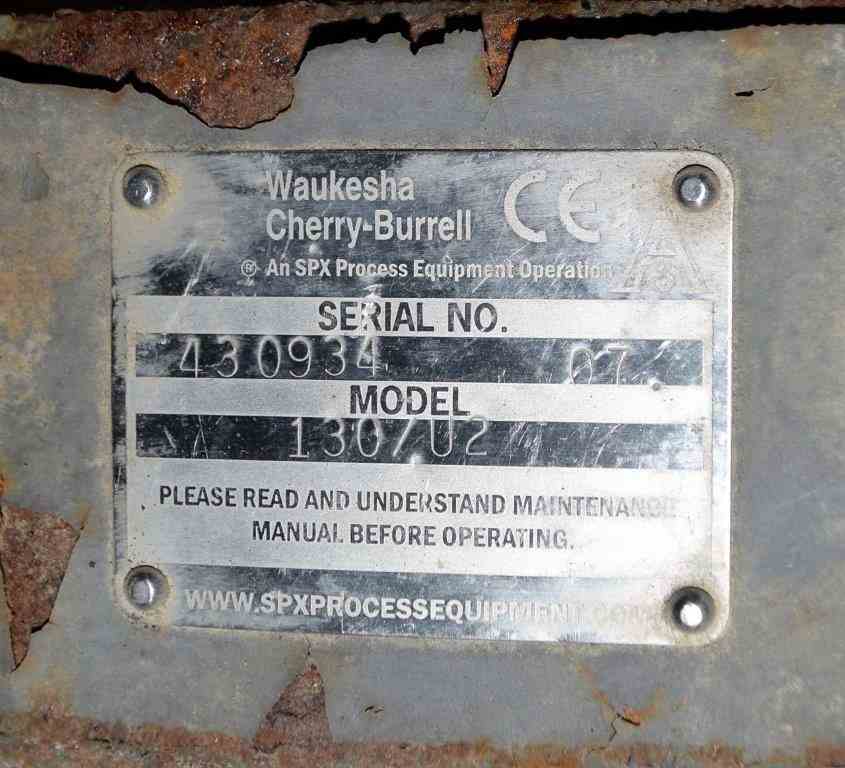 Waukesha
Cherry-Burrell
CE
® An SPX Process Equipment Operation
SERIAL NO.
430934 07
MODEL
130/U2
PLEASE READ AND UNDERSTAND MAINTENANCE
MANUAL BEFORE OPERATING.
WWW.SPXPROCESSEQUIPMENT.COM